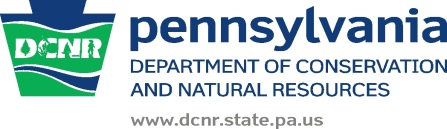 DCNR
pennsylvania
DEPARTMENT OF CONSERVATION
AND NATURAL RESOURCES
www.dcnr.state.pa.us